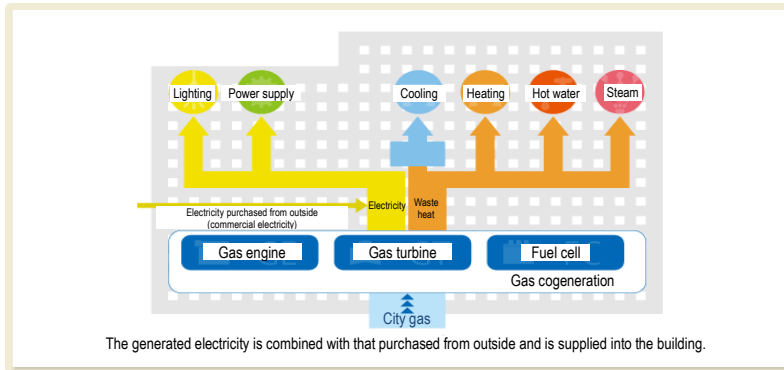 Lighting
Power supply
Cooling
Heating
Hot water
Steam
Electricity
Waste
heat
Electricity purchased from outside
(commercial electricity)
Gas engine
Gas turbine
Fuel cell
Gas cogeneration
City gas
The generated electricity is combined with that purchased from outside and is supplied into the building.